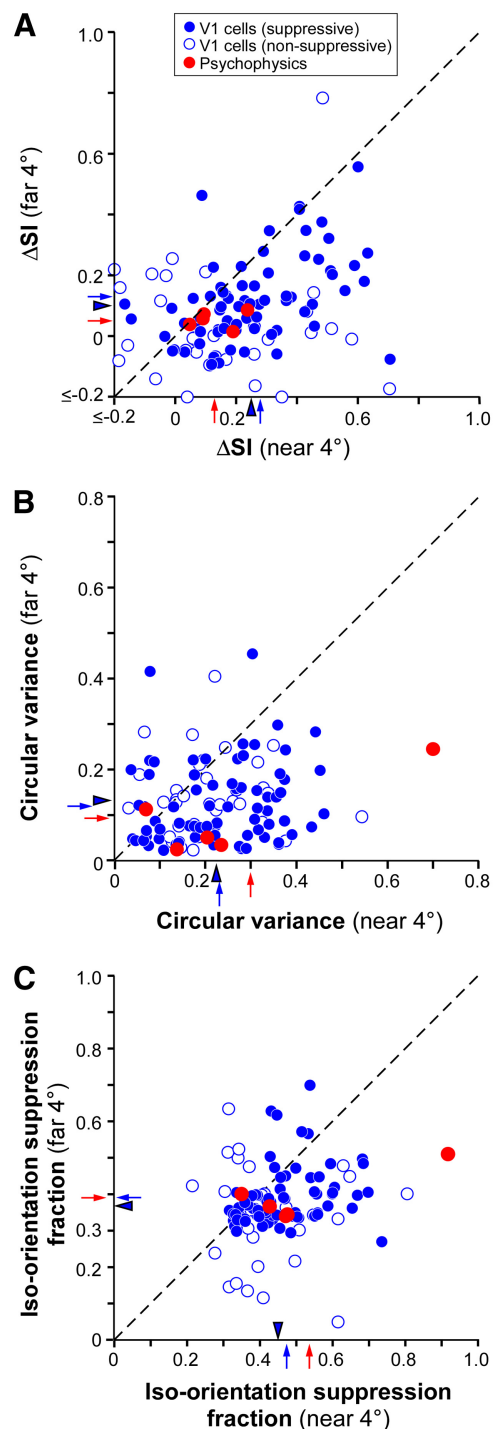 A
V1 cells (suppressive)
V1 cells (non-suppressive)
Psychophysics
1.0
0.6
0.2
0
≤-0.2
ΔSI (far 4°)
≤-0.2 0 0.2 0.6 1.0
ΔSI (near 4°)
B
0.8
0.6
0.4
0.2
0
Circular variance (far 4°)
0 0.2 0.4 0.6 0.8
Circular variance (near 4°)
C
1.0
0.6
0.3
0.2
0
Iso-orientation suppression
fraction (far 4°)
0 0.2 0.4 0.6 0.8 1.0
Iso-orientation suppression
fraction (near 4°)